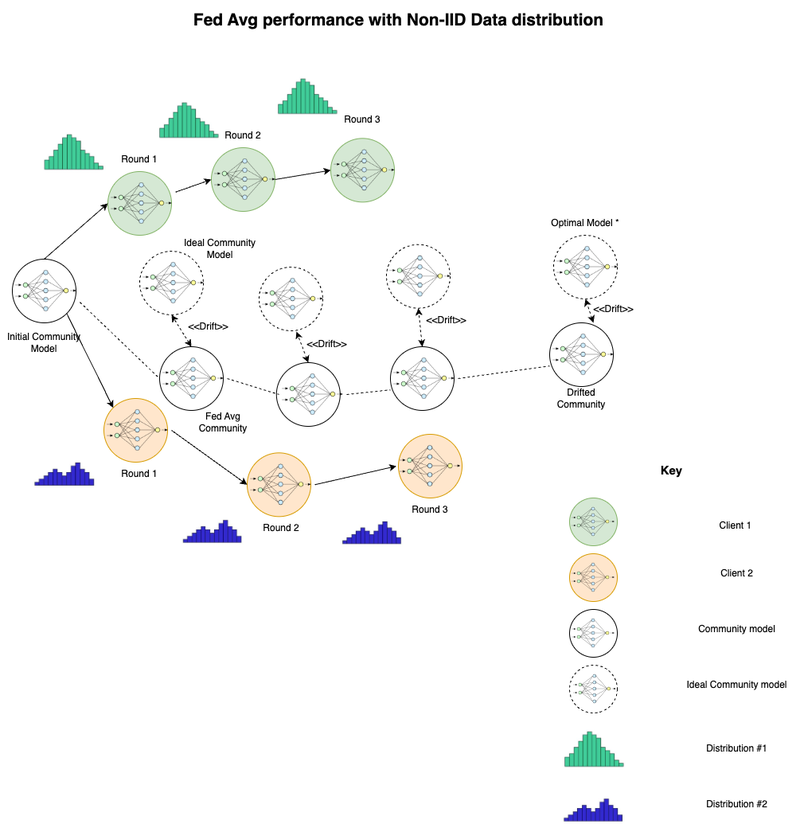 Fed Avg performance with Non-IID Data distribution
Round 3
Round 2
Round 1
Optimal Model *
Ideal Community
Model
<<Drift>>
<<Drift>>
<<Drift>>
<<Drift>>
Initial Community
Model
Fed Avg
Community
Drifted
Community
Round 1
Round 2
Round 3
Key
Client 1
Client 2
Community model
Ideal Community model
Distribution #1
Distribution #2